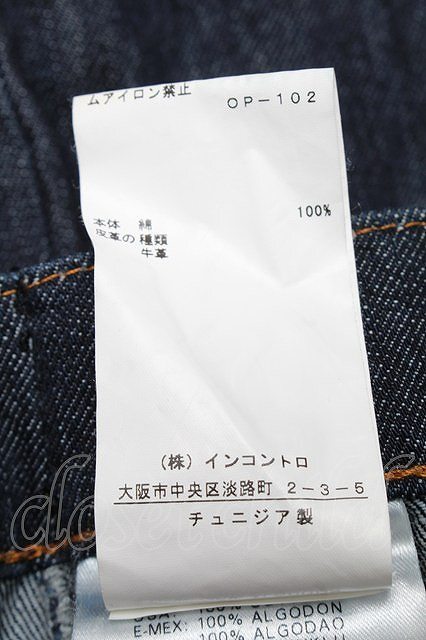 ムアイロン禁止
OP-102
本体 綿 100%
皮革の種類
牛革
(株)インコントロ
大阪市中央区淡路町 2-3-5
チュニジア製
USA: 100%
E-MEX: 100% ALGODON
100% ALGODAO